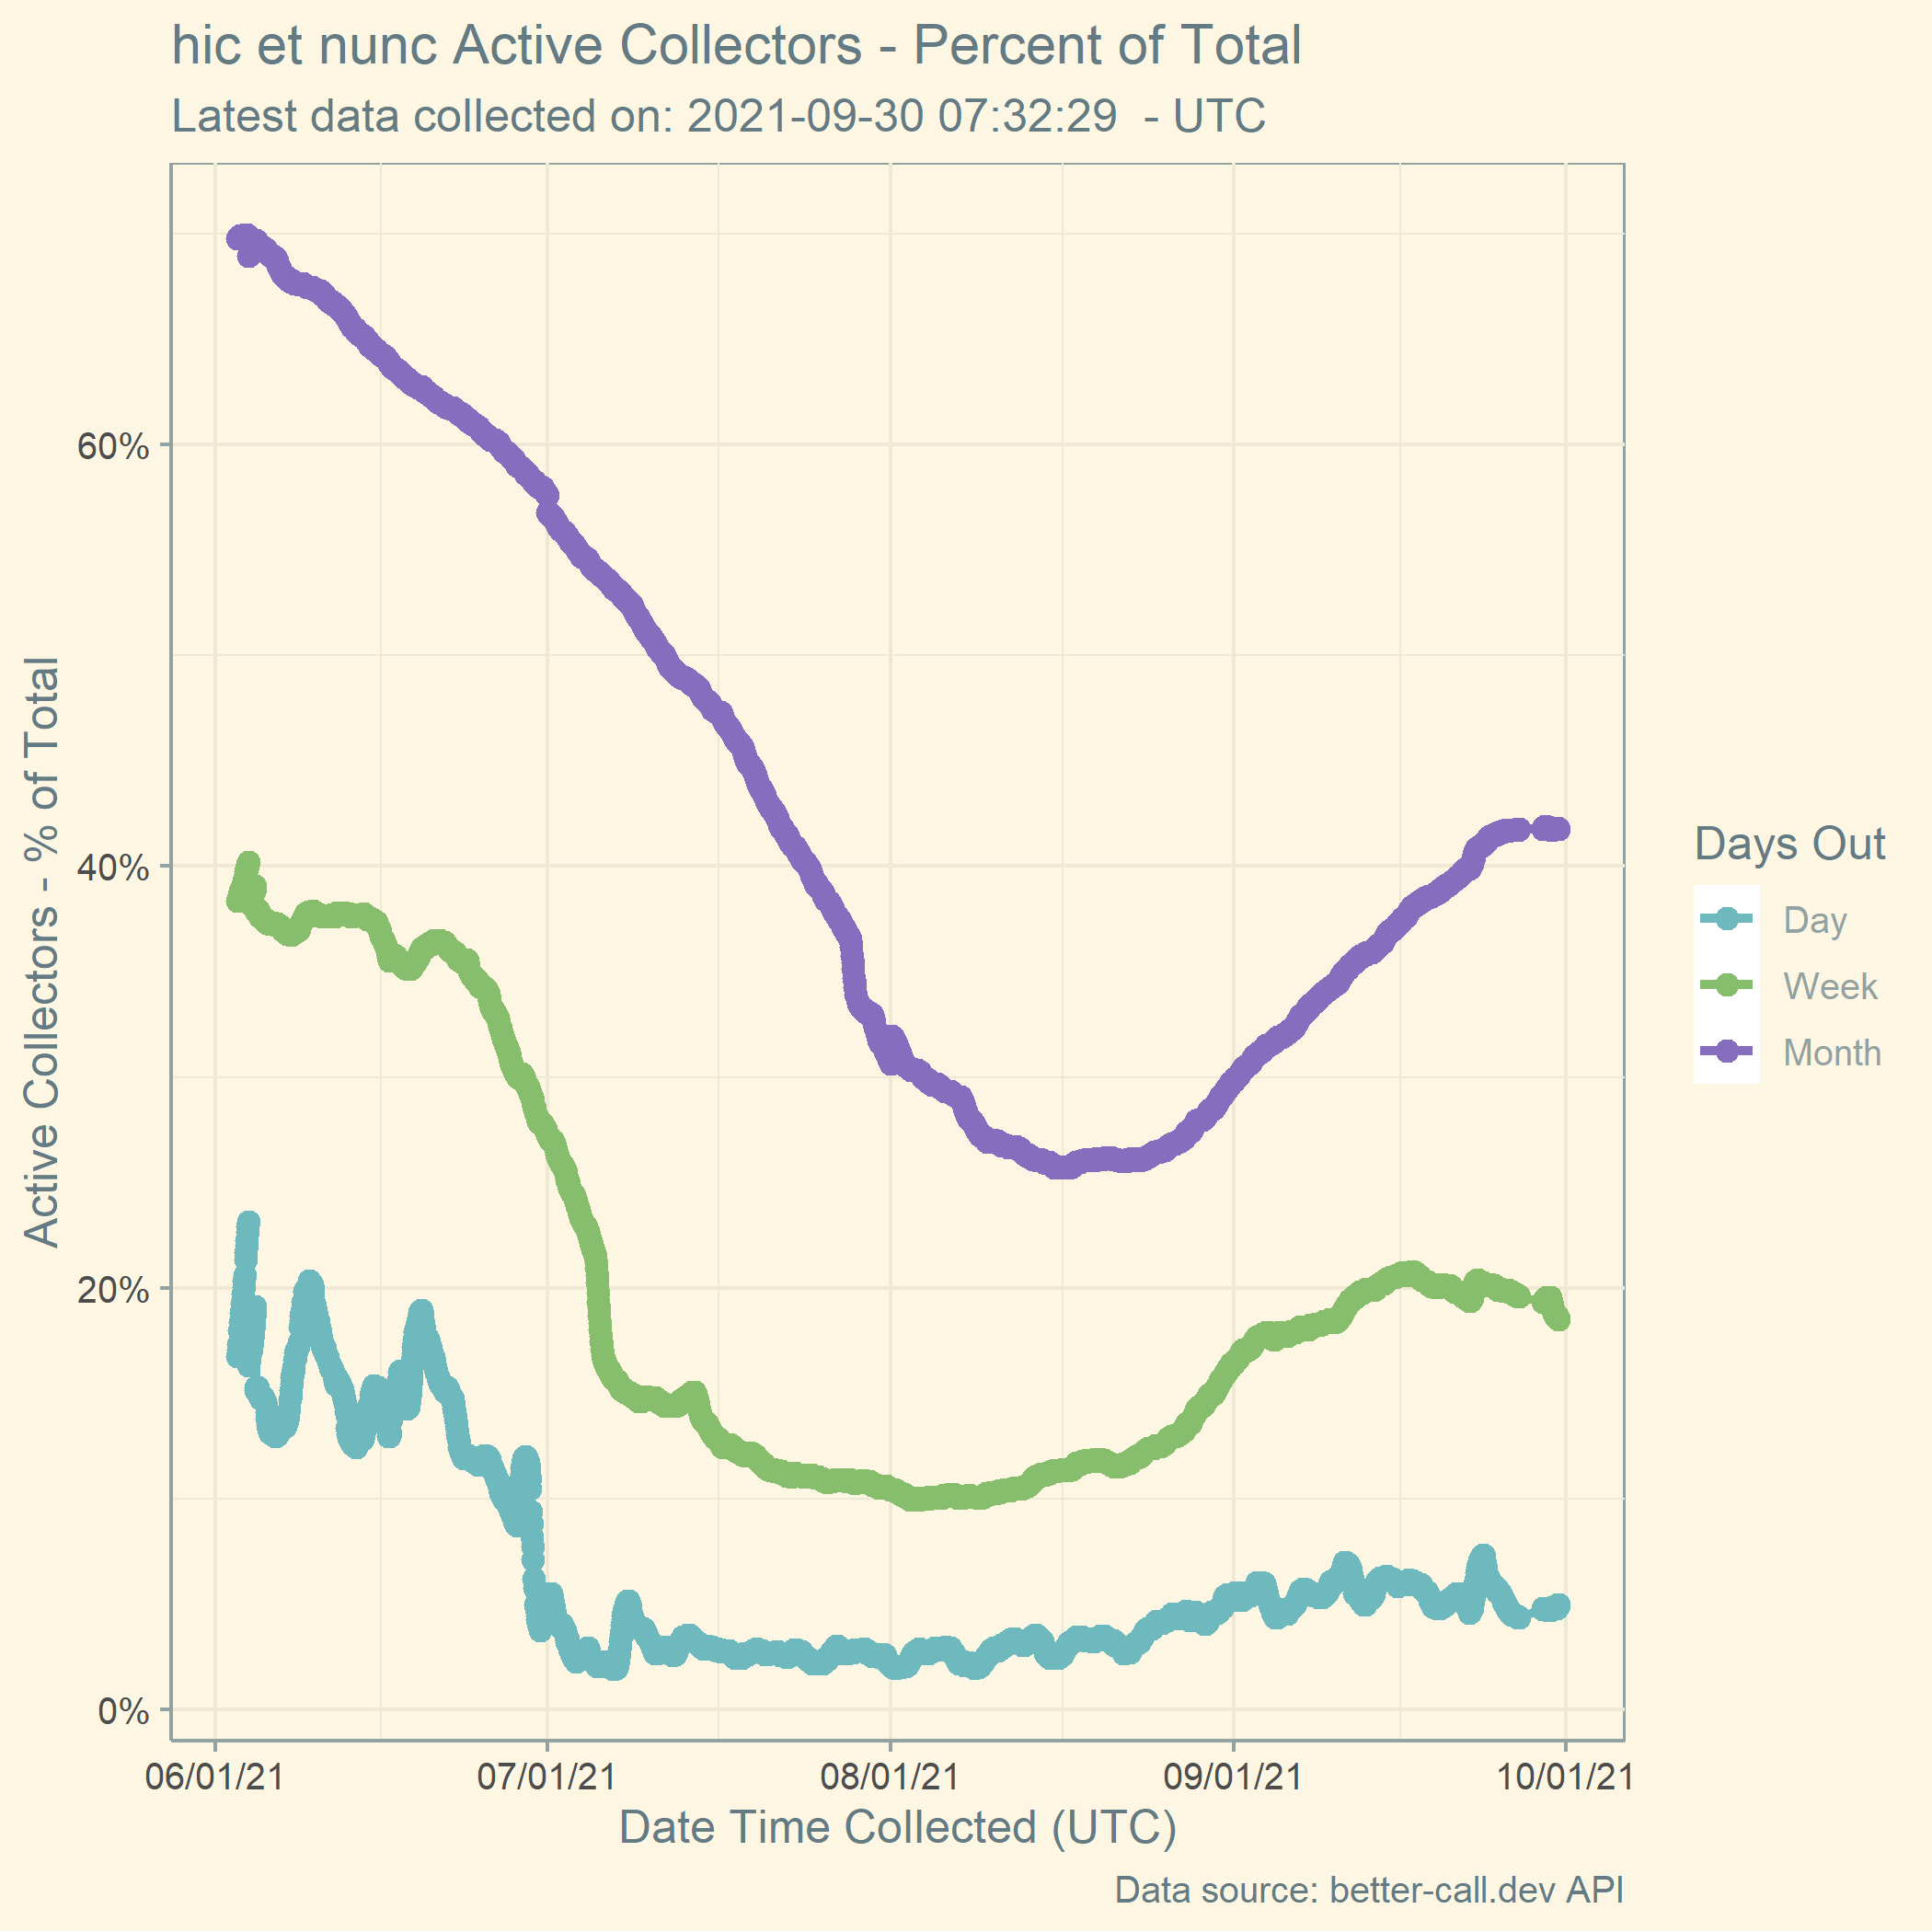 hic et nunc Active Collectors - Percent of Total
Latest data collected on: 2021-09-30 07:32:29  - UTC
Active Collectors - % of Total
60%
40%
20%
0%
06/01/21
07/01/21
08/01/21
09/01/21
10/01/21
Date Time Collected (UTC)
Days Out
Day
Week
Month
Data source: better-call.dev API